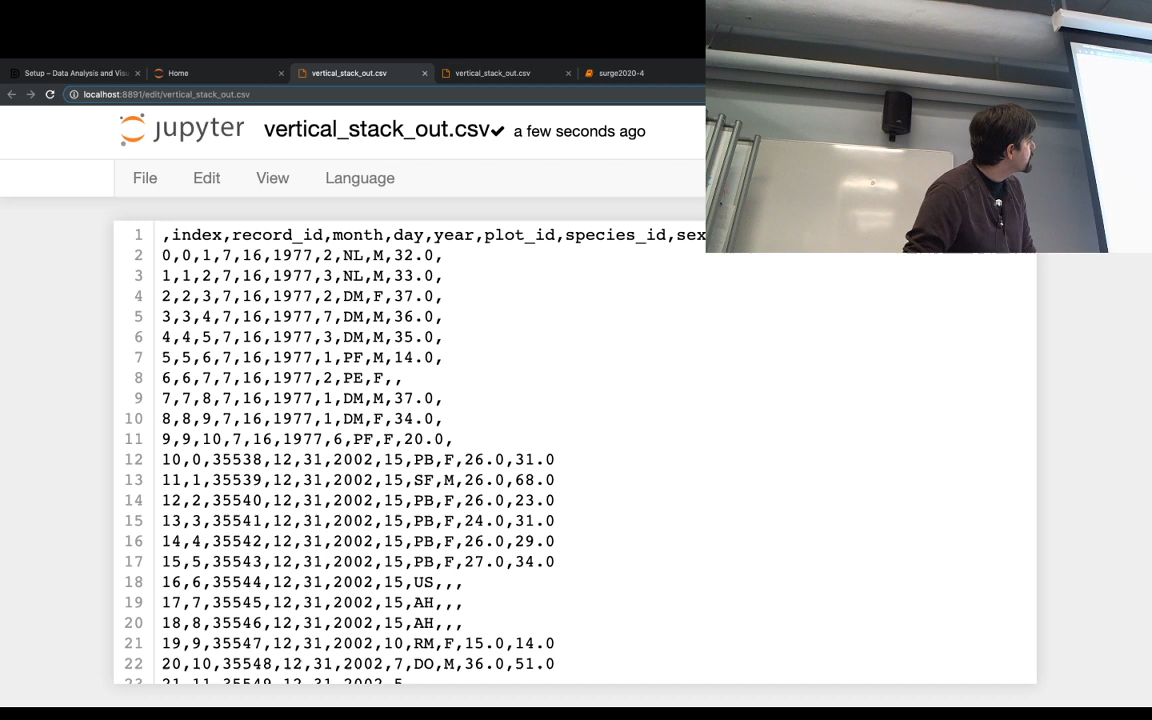 Setup – Data Analysis and Visu
Home
vertical_stack_out.csv
vertical_stack_out.csv
surge2020-4
localhost:8891/edit/vertical_stack_out.csv
jupyter vertical_stack_out.csv✔ a few seconds ago
File Edit View Language
1 ,index,record_id,month,day,year,plot_id,species_id,sex
2 0,0,1,7,16,1977,2,NL,M,32.0,
3 1,1,2,7,16,1977,3,NL,M,33.0,
4 2,2,3,7,16,1977,2,DM,F,37.0,
5 3,3,4,7,16,1977,7,DM,M,36.0,
6 4,4,5,7,16,1977,3,DM,M,35.0,
7 5,5,6,7,16,1977,1,PF,M,14.0,
8 6,6,7,7,16,1977,2,PE,F,,
9 7,7,8,7,16,1977,1,DM,M,37.0,
10 8,8,9,7,16,1977,1,DM,F,34.0,
11 9,9,10,7,16,1977,6,PF,F,20.0,
12 10,0,35538,12,31,2002,15,PB,F,26.0,31.0
13 11,1,35539,12,31,2002,15,SF,M,26.0,68.0
14 12,2,35540,12,31,2002,15,PB,F,26.0,23.0
15 13,3,35541,12,31,2002,15,PB,F,24.0,31.0
16 14,4,35542,12,31,2002,15,PB,F,26.0,29.0
17 15,5,35543,12,31,2002,15,PB,F,27.0,34.0
18 16,6,35544,12,31,2002,15,US,,,
19 17,7,35545,12,31,2002,15,AH,,,
20 18,8,35546,12,31,2002,15,AH,,,
21 19,9,35547,12,31,2002,10,RM,F,15.0,14.0
22 20,10,35548,12,31,2002,7,DO,M,36.0,51.0
23 21,11,35549,12,31,2002,5